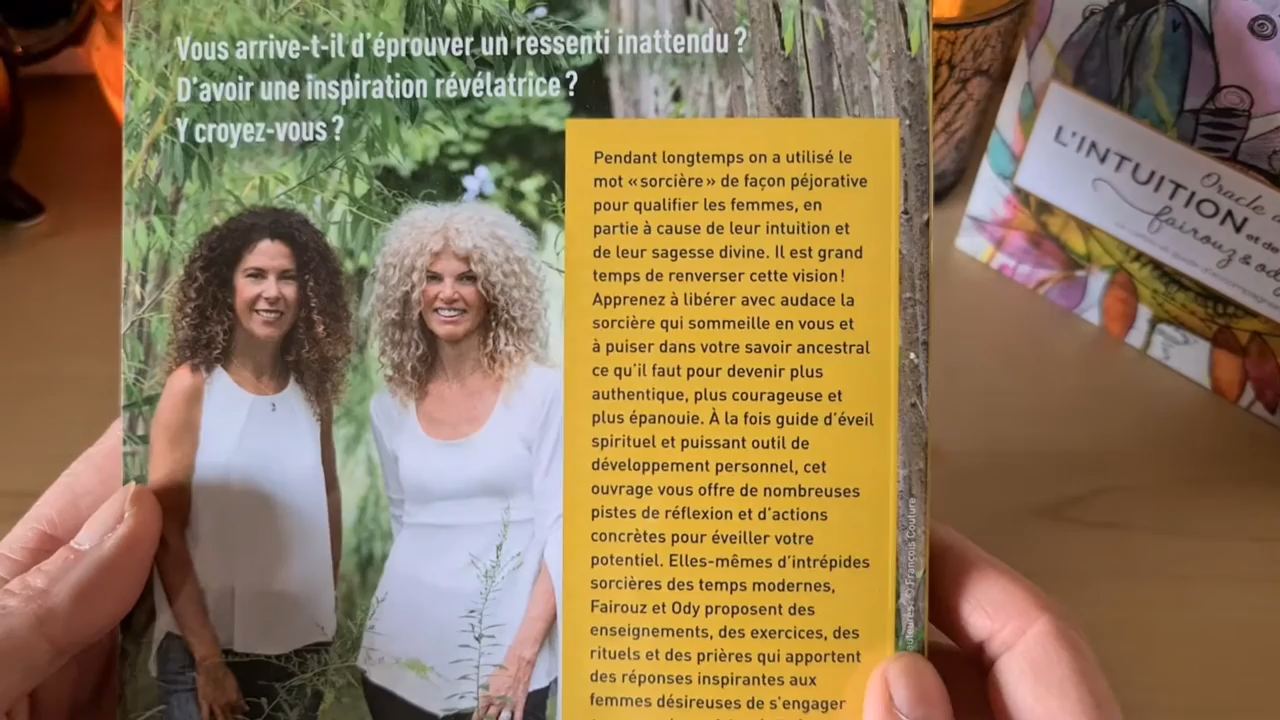 Vous arrive-t-il d'éprouver un ressenti inattendu ?
D'avoir une inspiration révélatrice ?
Y croyez-vous ?
Pendant longtemps on a utilisé le
mot «sorcière» de façon péjorative
pour qualifier les femmes, en
partie à cause de leur intuition et
de leur sagesse divine. Il est grand
temps de renverser cette vision!
Apprenez à libérer avec audace la
sorcière qui sommeille en vous et
à puiser dans votre savoir ancestral
ce qu'il faut pour devenir plus
authentique, plus courageuse et
plus épanouie. À la fois guide d'éveil
spirituel et puissant outil de
développement personnel, cet
ouvrage vous offre de nombreuses
pistes de réflexion et d'actions
concrètes pour éveiller votre
potentiel. Elles-mêmes d'intrépides
sorcières des temps modernes,
Fairouz et Ody proposent des
enseignements, des exercices, des
rituels et des prières qui apportent
des réponses inspirantes aux
femmes désireuses de s'engager
auteures : © François Couture
Oracle
L'INTUITION et de
fairouz & ody